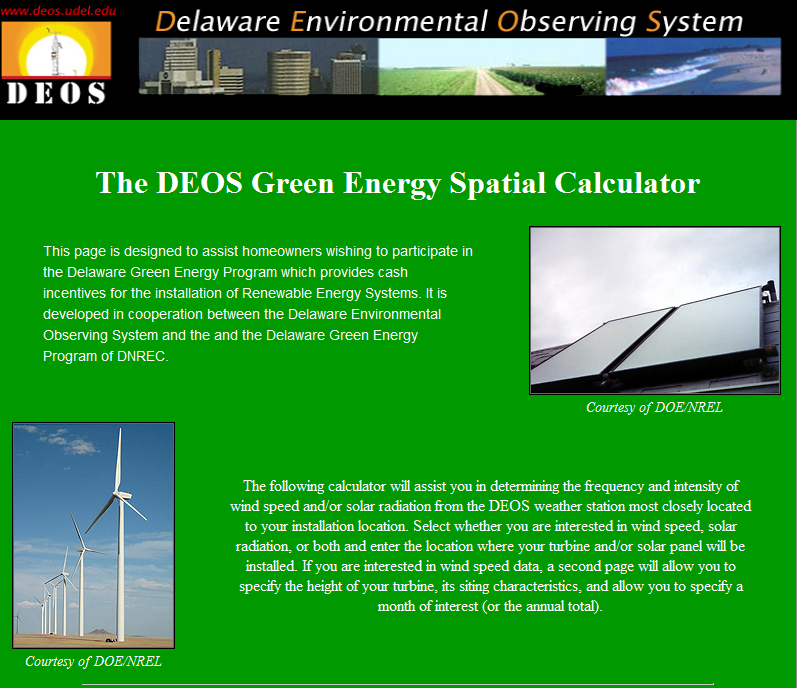 www.deos.udel.edu
Delaware Environmental Observing System
DEOS
The DEOS Green Energy Spatial Calculator
This page is designed to assist homeowners wishing to participate in
the Delaware Green Energy Program which provides cash
incentives for the installation of Renewable Energy Systems. It is
developed in cooperation between the Delaware Environmental
Observing System and the and the Delaware Green Energy
Program of DNREC.
Courtesy of DOE/NREL
The following calculator will assist you in determining the frequency and intensity of
wind speed and/or solar radiation from the DEOS weather station most closely located
to your installation location. Select whether you are interested in wind speed, solar
radiation, or both and enter the location where your turbine and/or solar panel will be
installed. If you are interested in wind speed data, a second page will allow you to
specify the height of your turbine, its siting characteristics, and allow you to specify a
month of interest (or the annual total).
Courtesy of DOE/NREL